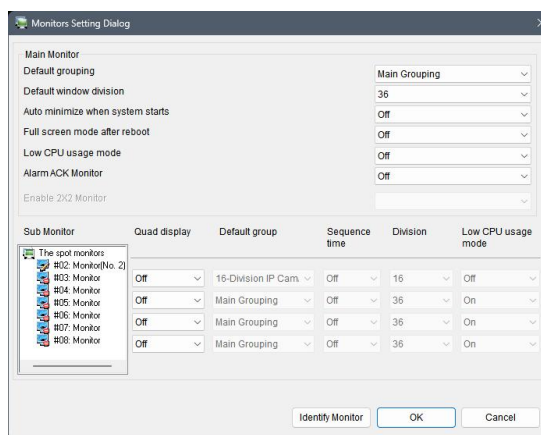 Monitors Setting Dialog
Main Monitor
Default grouping Main Grouping
Default window division 36
Auto minimize when system starts Off
Full screen mode after reboot Off
Low CPU usage mode Off
Alarm ACK Monitor Off
Enable 2X2 Monitor
Sub Monitor Quad display Default group Sequence time Division Low CPU usage mode
The spot monitors
#02: Monitor(No. 2)
#03: Monitor
#04: Monitor
#05: Monitor
#06: Monitor
#07: Monitor
#08: Monitor
Off 16-Division IP Cam. Off 16 Off
Off Main Grouping Off 36 On
Off Main Grouping Off 36 On
Off Main Grouping Off 36 On
Identify Monitor OK Cancel